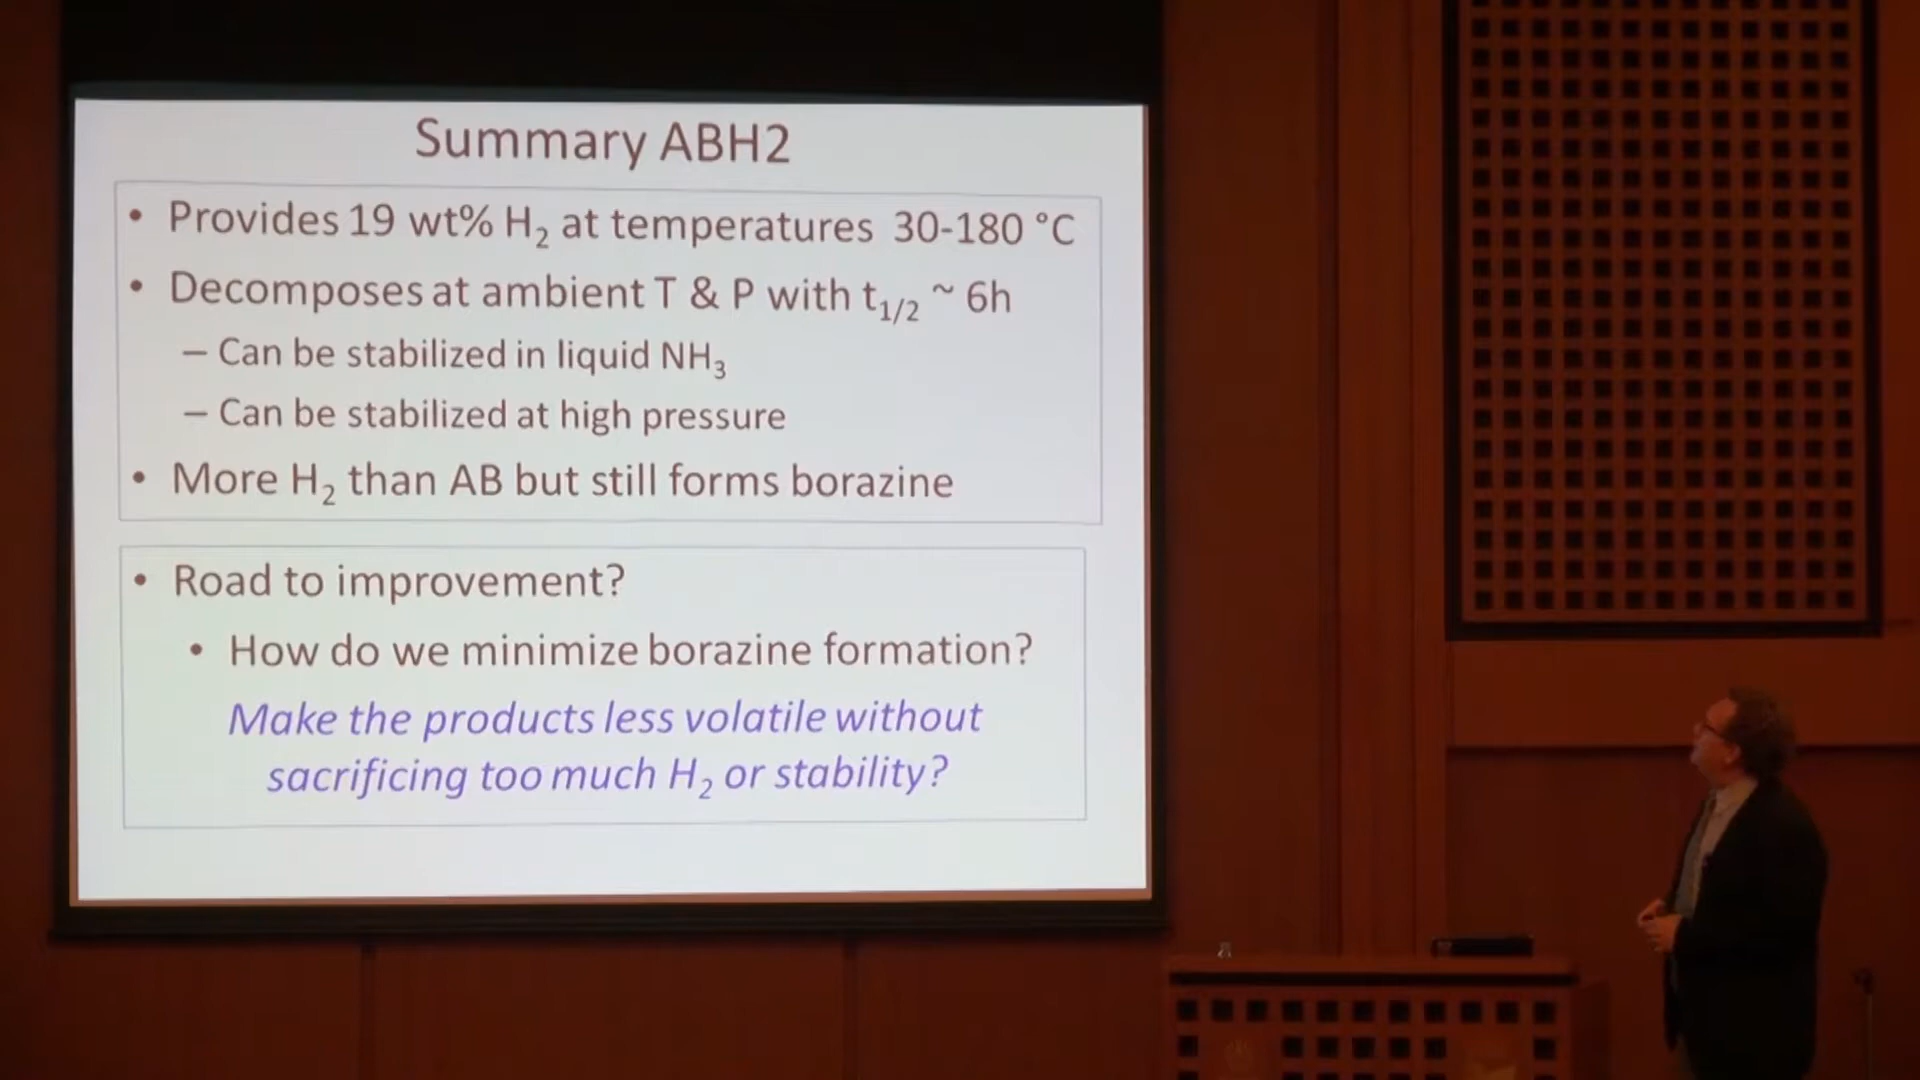 Summary ABH2
• Provides 19 wt% H₂ at temperatures 30-180 °C
• Decomposes at ambient T & P with t₁/₂ ~ 6h
– Can be stabilized in liquid NH₃
– Can be stabilized at high pressure
• More H₂ than AB but still forms borazine
• Road to improvement?
• How do we minimize borazine formation?
Make the products less volatile without
sacrificing too much H₂ or stability?